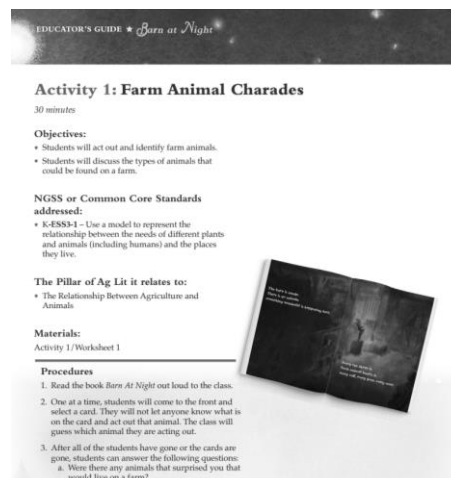 EDUCATOR'S GUIDE ★ Barn at Night
Activity 1: Farm Animal Charades
30 minutes
Objectives:
• Students will act out and identify farm animals.
• Students will discuss the types of animals that
could be found on a farm.
NGSS or Common Core Standards
addressed:
• K-ESS3-1 – Use a model to represent the
relationship between the needs of different plants
and animals (including humans) and the places
they live.
The Pillar of Ag Lit it relates to:
• The Relationship Between Agriculture and
Animals
Materials:
Activity 1/Worksheet 1
Procedures
1. Read the book Barn At Night out loud to the class.
2. One at a time, students will come to the front and
select a card. They will not let anyone know what is
on the card and act out that animal. The class will
guess which animal they are acting out.
3. After all of the students have gone or the cards are
gone, students can answer the following questions:
a. Were there any animals that surprised you that
would live on a farm?